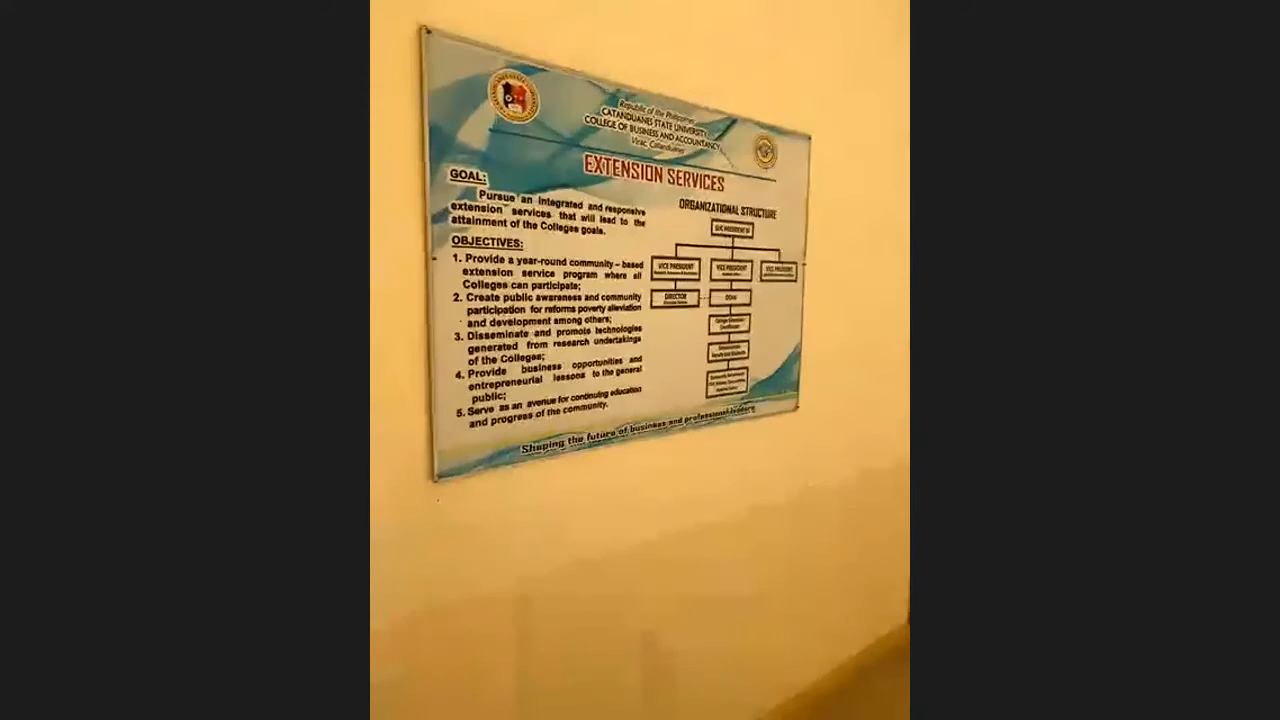 Republic of the Philippines
CATANDUANES STATE UNIVERSITY
COLLEGE OF BUSINESS AND ACCOUNTANCY
Virac, Catanduanes
EXTENSION SERVICES
GOAL:
Pursue an integrated and responsive
extension services that will lead to the
attainment of the Colleges goals.
OBJECTIVES:
1. Provide a year-round community – based
extension service program where all
Colleges can participate;
2. Create public awareness and community
participation for reforms poverty alleviation
and development among others;
3. Disseminate and promote technologies
generated from research undertakings
of the Colleges;
4. Provide business opportunities and
entrepreneurial lessons to the general
public;
5. Serve as an avenue for continuing education
and progress of the community.
ORGANIZATIONAL STRUCTURE
SUC PRESIDENT III
VICE PRESIDENT
VICE PRESIDENT
VICE PRESIDENT
DIRECTOR
DEAN
Shaping the future of business and professional leaders